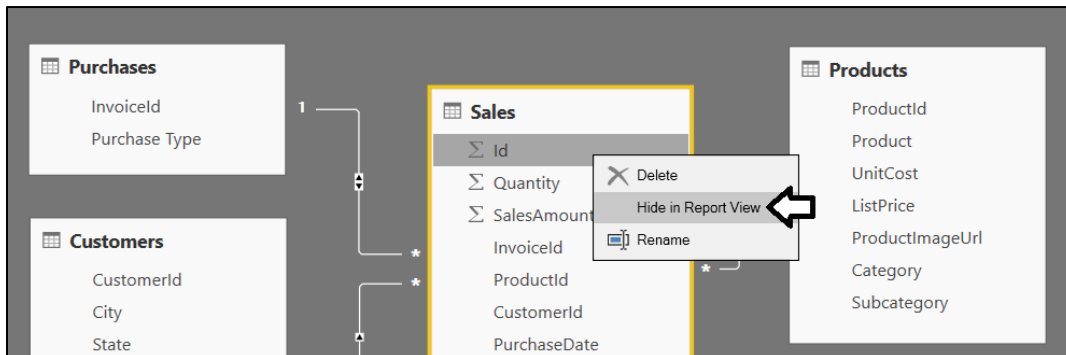 Purchases
InvoiceId
Purchase Type
1
Customers
CustomerId
City
State
Sales
Σ Id
Σ Quantity
Σ SalesAmount
InvoiceId
ProductId
CustomerId
PurchaseDate
*
*
Delete
Hide in Report View
Rename
*
Products
ProductId
Product
UnitCost
ListPrice
ProductImageUrl
Category
Subcategory